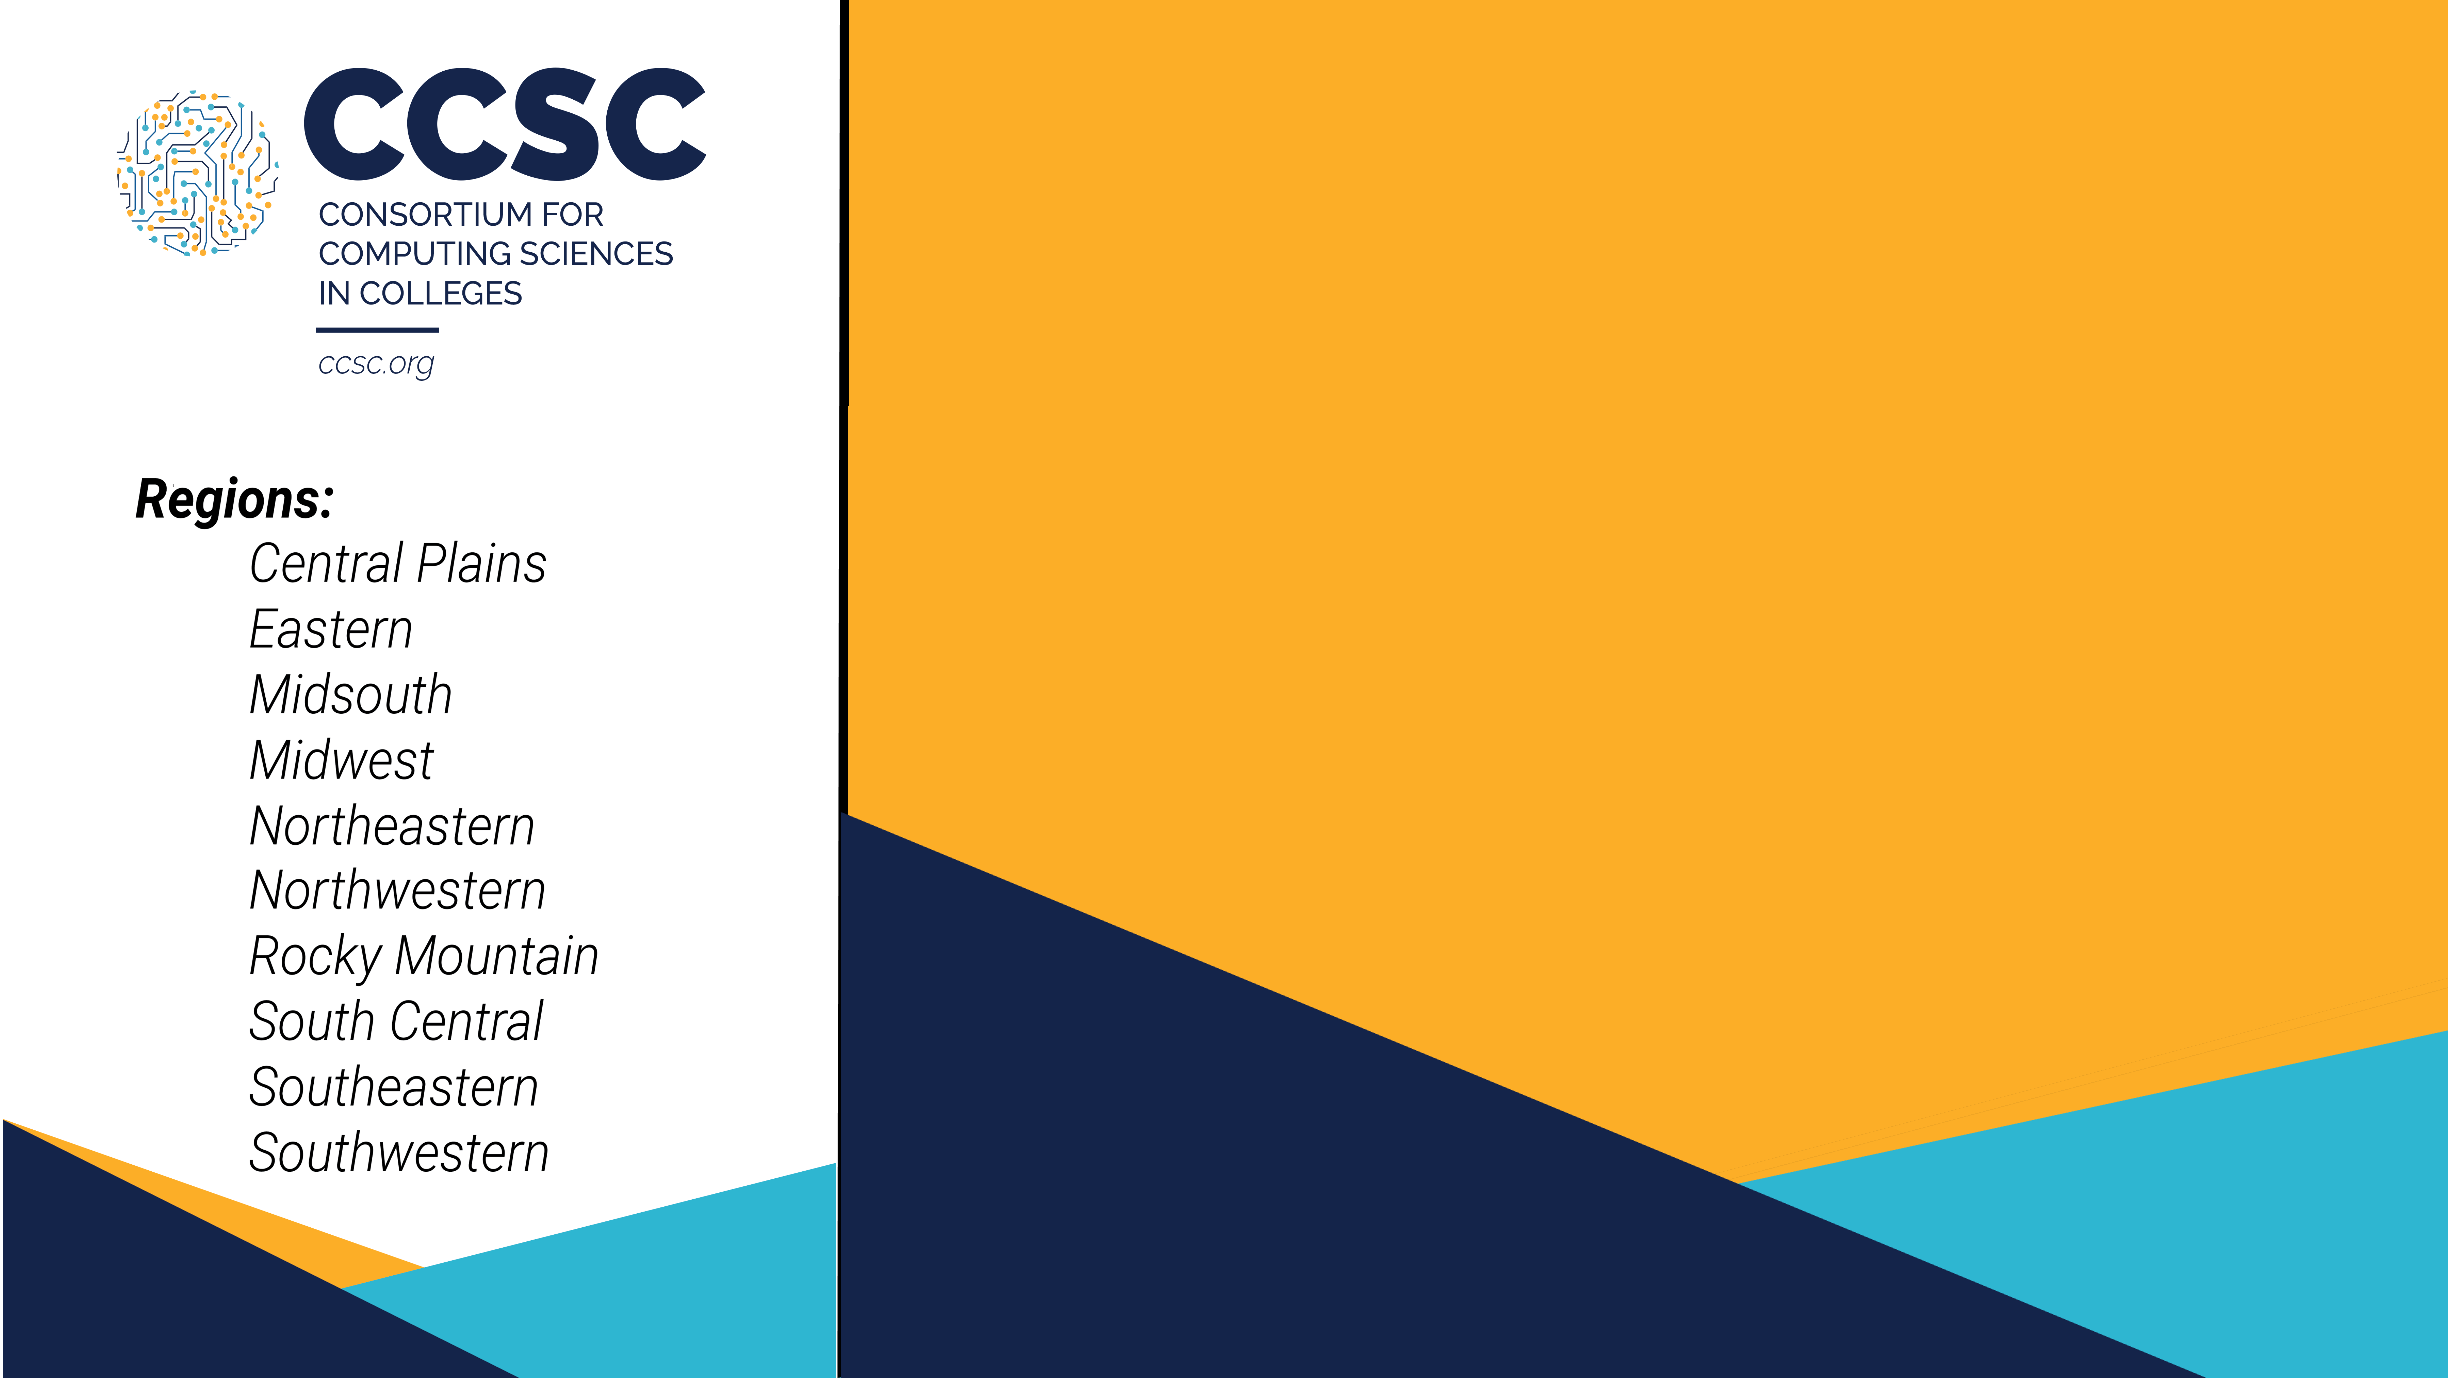 CCSC
CONSORTIUM FOR
COMPUTING SCIENCES
IN COLLEGES
ccsc.org
Regions:
Central Plains
Eastern
Midsouth
Midwest
Northeastern
Northwestern
Rocky Mountain
South Central
Southeastern
Southwestern